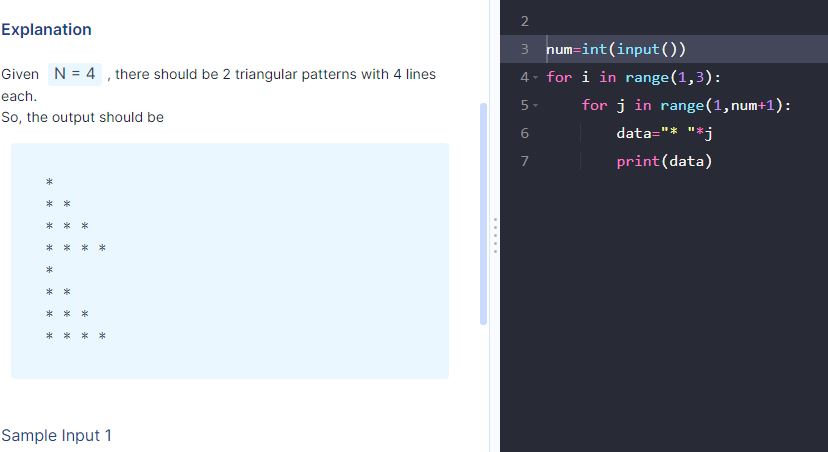 Explanation
Given N = 4 , there should be 2 triangular patterns with 4 lines
each.
So, the output should be
*
* *
* * *
* * * *
*
* *
* * *
* * * *
Sample Input 1
2
3 num=int(input())
4 for i in range(1,3):
5 for j in range(1,num+1):
6 data="* "*j
7 print(data)